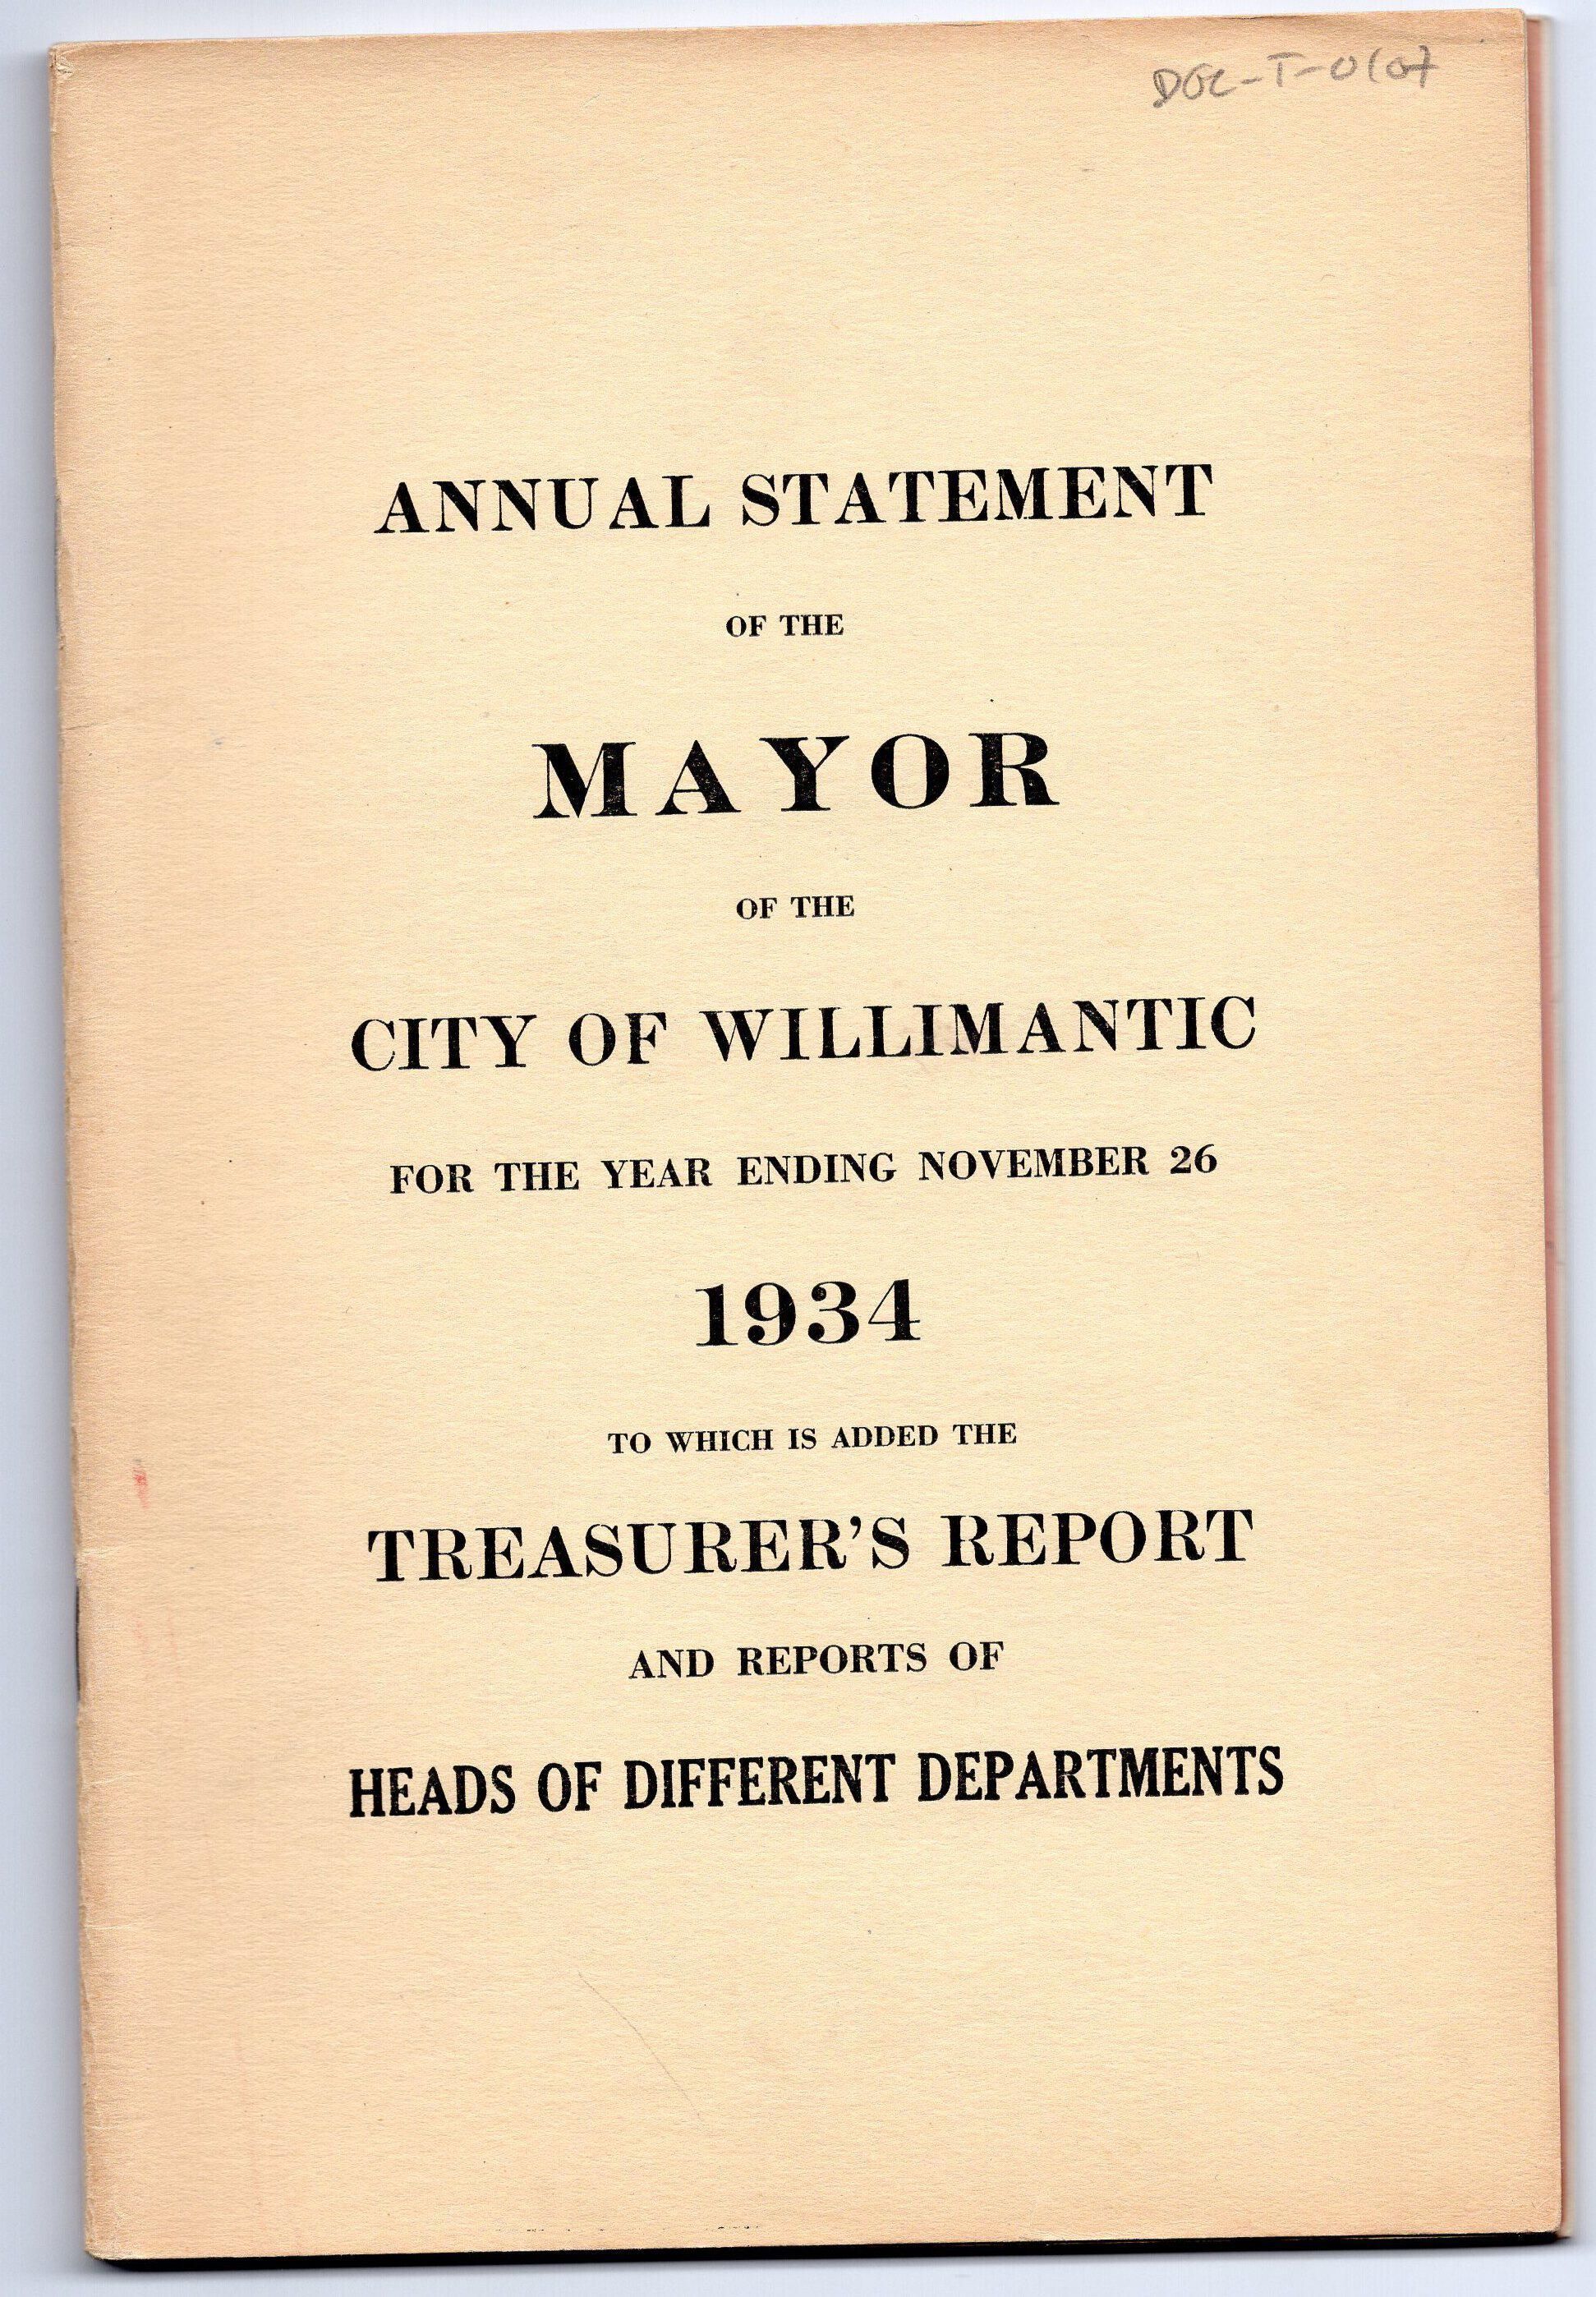 DOC-T-0107
ANNUAL STATEMENT
OF THE
MAYOR
OF THE
CITY OF WILLIMANTIC
FOR THE YEAR ENDING NOVEMBER 26
1934
TO WHICH IS ADDED THE
TREASURER'S REPORT
AND REPORTS OF
HEADS OF DIFFERENT DEPARTMENTS